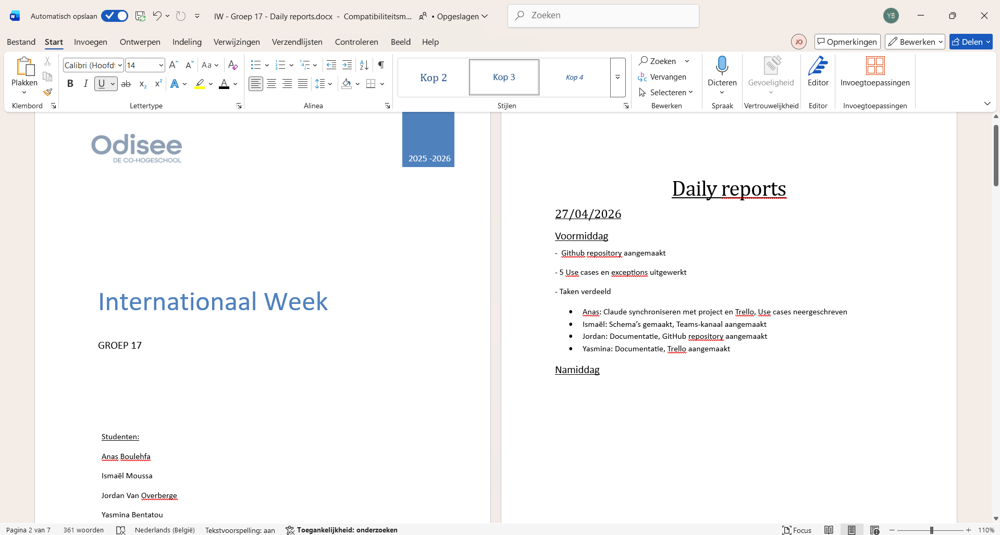 Automatisch opslaan
IW - Groep 17 - Daily reports.docx - Compatibiliteitsm... • Opgeslagen
Zoeken
YB
Bestand Start Invoegen Ontwerpen Indeling Verwijzingen Verzendlijsten Controleren Beeld Help
JO Opmerkingen Bewerken Delen
Plakken
Klembord
Calibri (Hoofdt 14
Lettertype
Alinea
Kop 2 Kop 3 Kop 4
Stijlen
Zoeken
Vervangen
Selecteren
Bewerken
Dicteren
Spraak
Gevoeligheid
Vertrouwelijkheid
Editor
Editor
Invoegtoepassingen
Invoegtoepassingen
Odisee
DE CO-HOGESCHOOL
2025 -2026
Internationaal Week
GROEP 17
Studenten:
Anas Boulehfa
Ismaël Moussa
Jordan Van Overberge
Yasmina Bentatou
Daily reports
27/04/2026
Voormiddag
- Github repository aangemaakt
- 5 Use cases en exceptions uitgewerkt
- Taken verdeeld
• Anas: Claude synchroniseren met project en Trello, Use cases neergeschreven
• Ismaël: Schema’s gemaakt, Teams-kanaal aangemaakt
• Jordan: Documentatie, GitHub repository aangemaakt
• Yasmina: Documentatie, Trello aangemaakt
Namiddag
Pagina 2 van 7 361 woorden Nederlands (België) Tekstvoorspelling: aan Toegankelijkheid: onderzoeken
Focus 110%